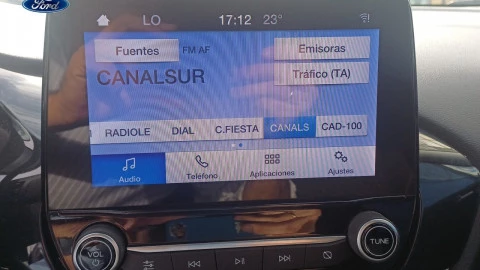 Ford
LO 17:12 23°
Fuentes FM AF Emisoras
CANALSUR Tráfico (TA)
RADIOLE DIAL C.FIESTA CANALS CAD-100
Audio Teléfono Aplicaciones Ajustes
VOL TUNE